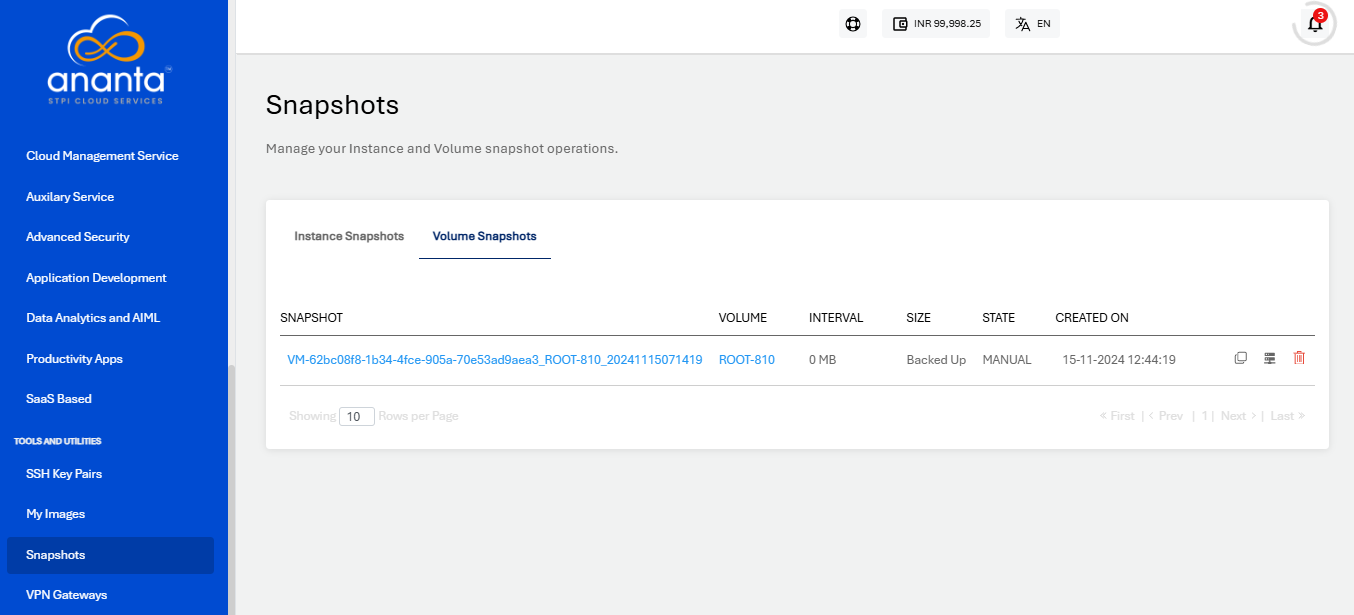 ananta
TM
STPI CLOUD SERVICES
Cloud Management Service
Auxilary Service
Advanced Security
Application Development
Data Analytics and AIML
Productivity Apps
SaaS Based
TOOLS AND UTILITIES
SSH Key Pairs
My Images
Snapshots
VPN Gateways
INR 99,998.25
EN
3
Snapshots
Manage your Instance and Volume snapshot operations.
Instance Snapshots Volume Snapshots
SNAPSHOT VOLUME INTERVAL SIZE STATE CREATED ON
VM-62bc08f8-1b34-4fce-905a-70e53ad9aea3_ROOT-810_20241115071419 ROOT-810 0 MB Backed Up MANUAL 15-11-2024 12:44:19
Showing 10 Rows per Page
« First | < Prev | 1 | Next > | Last »